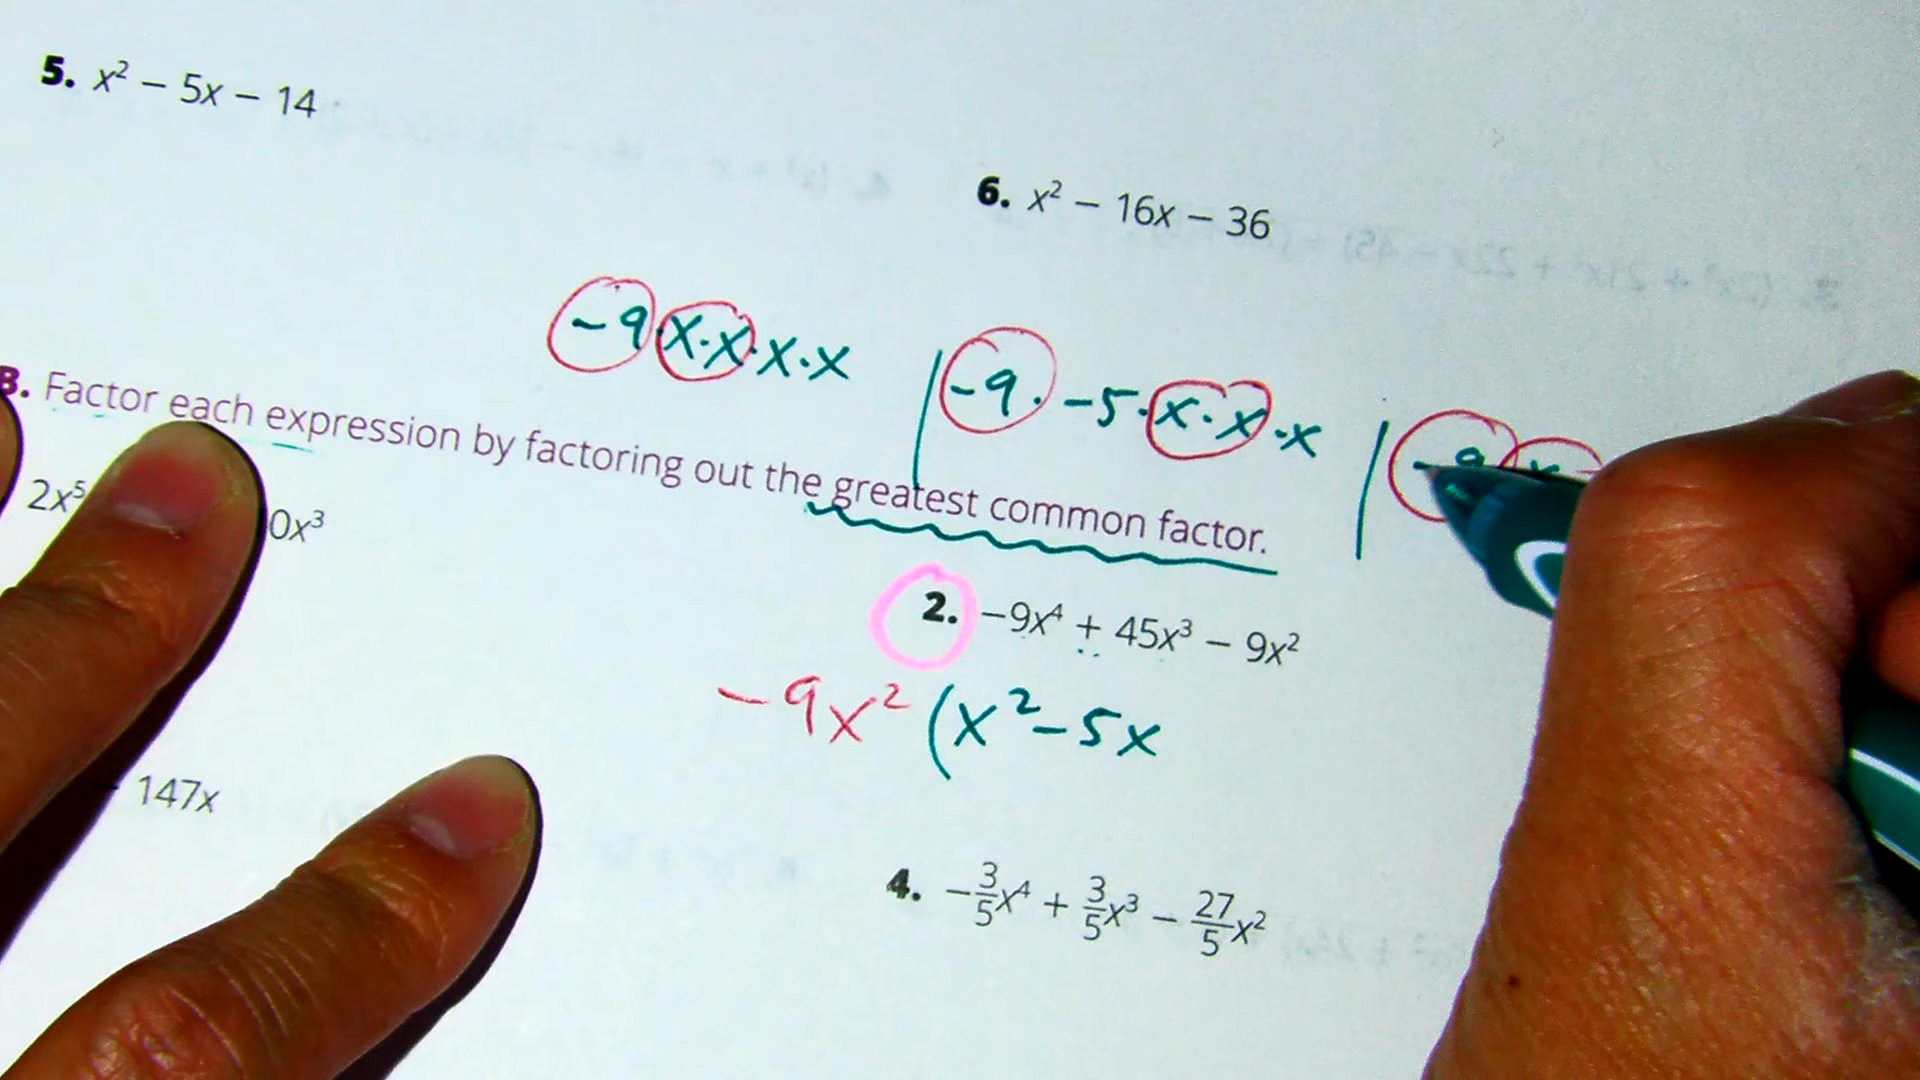 5. x² – 5x – 14
6. x² – 16x – 36
-9·x·x·x·x | -9·-5·x·x·x | -9 x
B. Factor each expression by factoring out the greatest common factor.
2x⁵ 0x³
2. –9x⁴ + 45x³ – 9x²
-9x² (x² - 5x
147x
4. –3/5x⁴ + 3/5x³ – 27/5x²